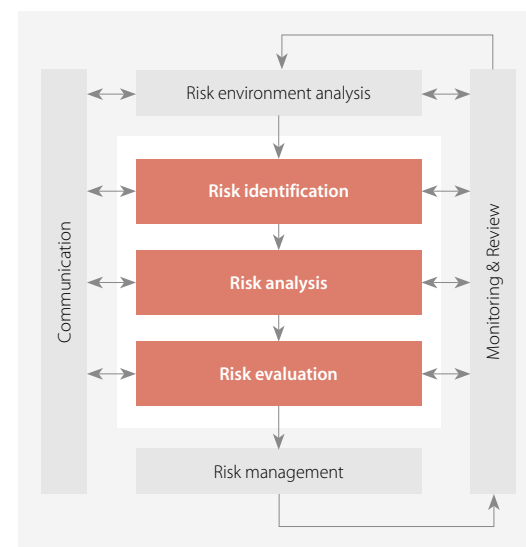 Risk environment analysis
Risk identification
Risk analysis
Risk evaluation
Risk management
Communication
Monitoring & Review